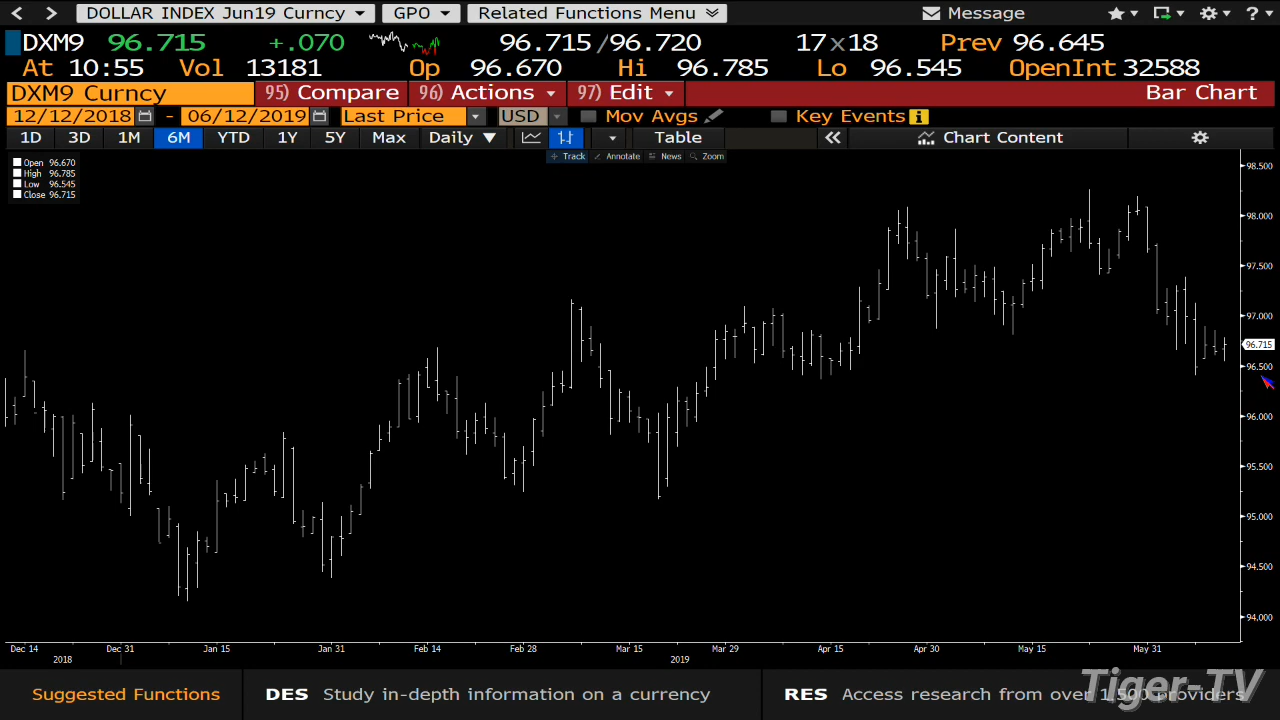 DOLLAR INDEX Jun19 Curncy GPO Related Functions Menu Message ?
DXM9 96.715 +.070 96.715/96.720 17x18 Prev 96.645
At 10:55 Vol 13181 Op 96.670 Hi 96.785 Lo 96.545 OpenInt 32588
DXM9 Curncy 95) Compare 96) Actions 97) Edit Bar Chart
12/12/2018 - 06/12/2019 Last Price USD Mov Avgs Key Events
1D 3D 1M 6M YTD 1Y 5Y Max Daily Table Chart Content
Track Annotate News Zoom
Open 96.670
High 96.785
Low 96.545
Close 96.715
98.500
98.000
97.500
97.000
96.715
96.500
96.000
95.500
95.000
94.500
94.000
Dec 14 Dec 31 Jan 15 Jan 31 Feb 14 Feb 28 Mar 15 Mar 29 Apr 15 Apr 30 May 15 May 31
2018 2019
Suggested Functions DES Study in-depth information on a currency RES Access research from over 1,500 providers
Tiger-TV